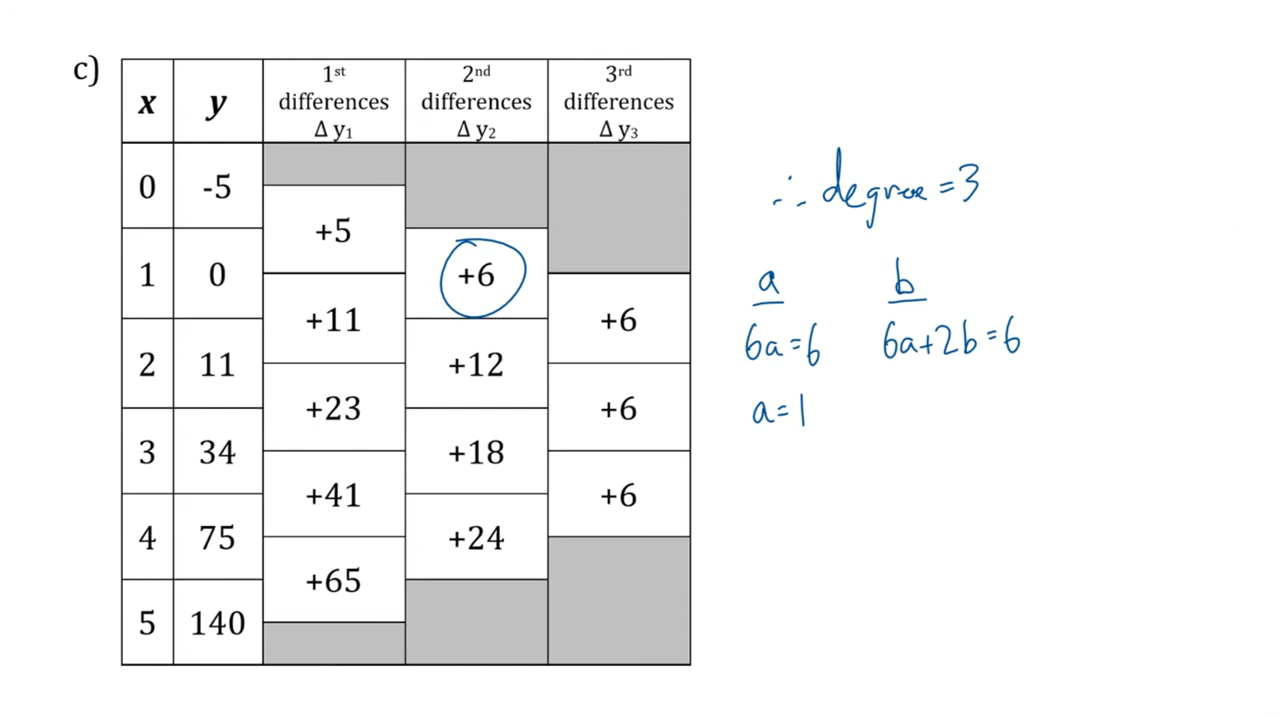 c)
x y 1st differences Δ y₁ 2nd differences Δ y₂ 3rd differences Δ y₃
0 -5
+5
1 0 +6
+11 +6
2 11 +12
+23 +6
3 34 +18
+41 +6
4 75 +24
+65
5 140
∴ degree = 3
a b
6a = 6 6a + 2b = 6
a = 1